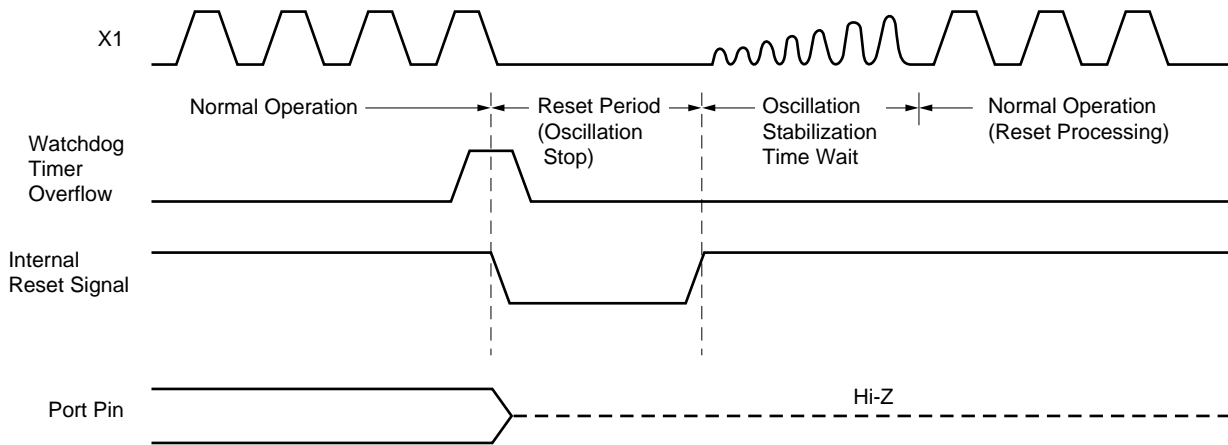 X1
Normal Operation
Reset Period
(Oscillation
Stop)
Oscillation
Stabilization
Time Wait
Normal Operation
(Reset Processing)
Watchdog
Timer
Overflow
Internal
Reset Signal
Port Pin
Hi-Z